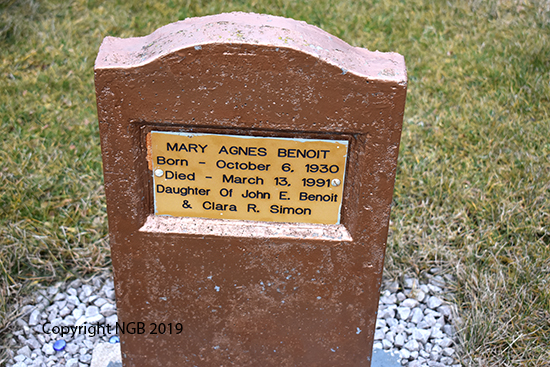 MARY AGNES BENOIT
Born - October 6, 1930
Died - March 13, 1991
Daughter Of John E. Benoit
& Clara R. Simon
Copyright NGB 2019